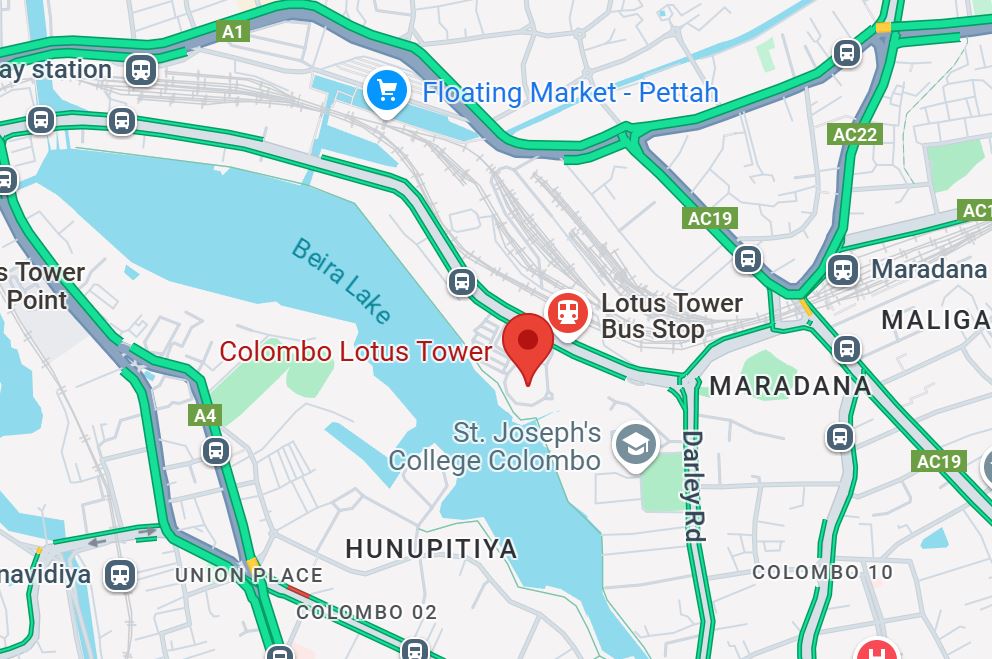 A1
ay station
Floating Market - Pettah
AC22
AC1
AC19
Beira Lake
s Tower
Point
Maradana
Lotus Tower
Bus Stop
MALIGA
Colombo Lotus Tower
MARADANA
A4
St. Joseph's
College Colombo
Darley Rd
AC19
HUNUPITIYA
navidiya
UNION PLACE
COLOMBO 10
COLOMBO 02
H